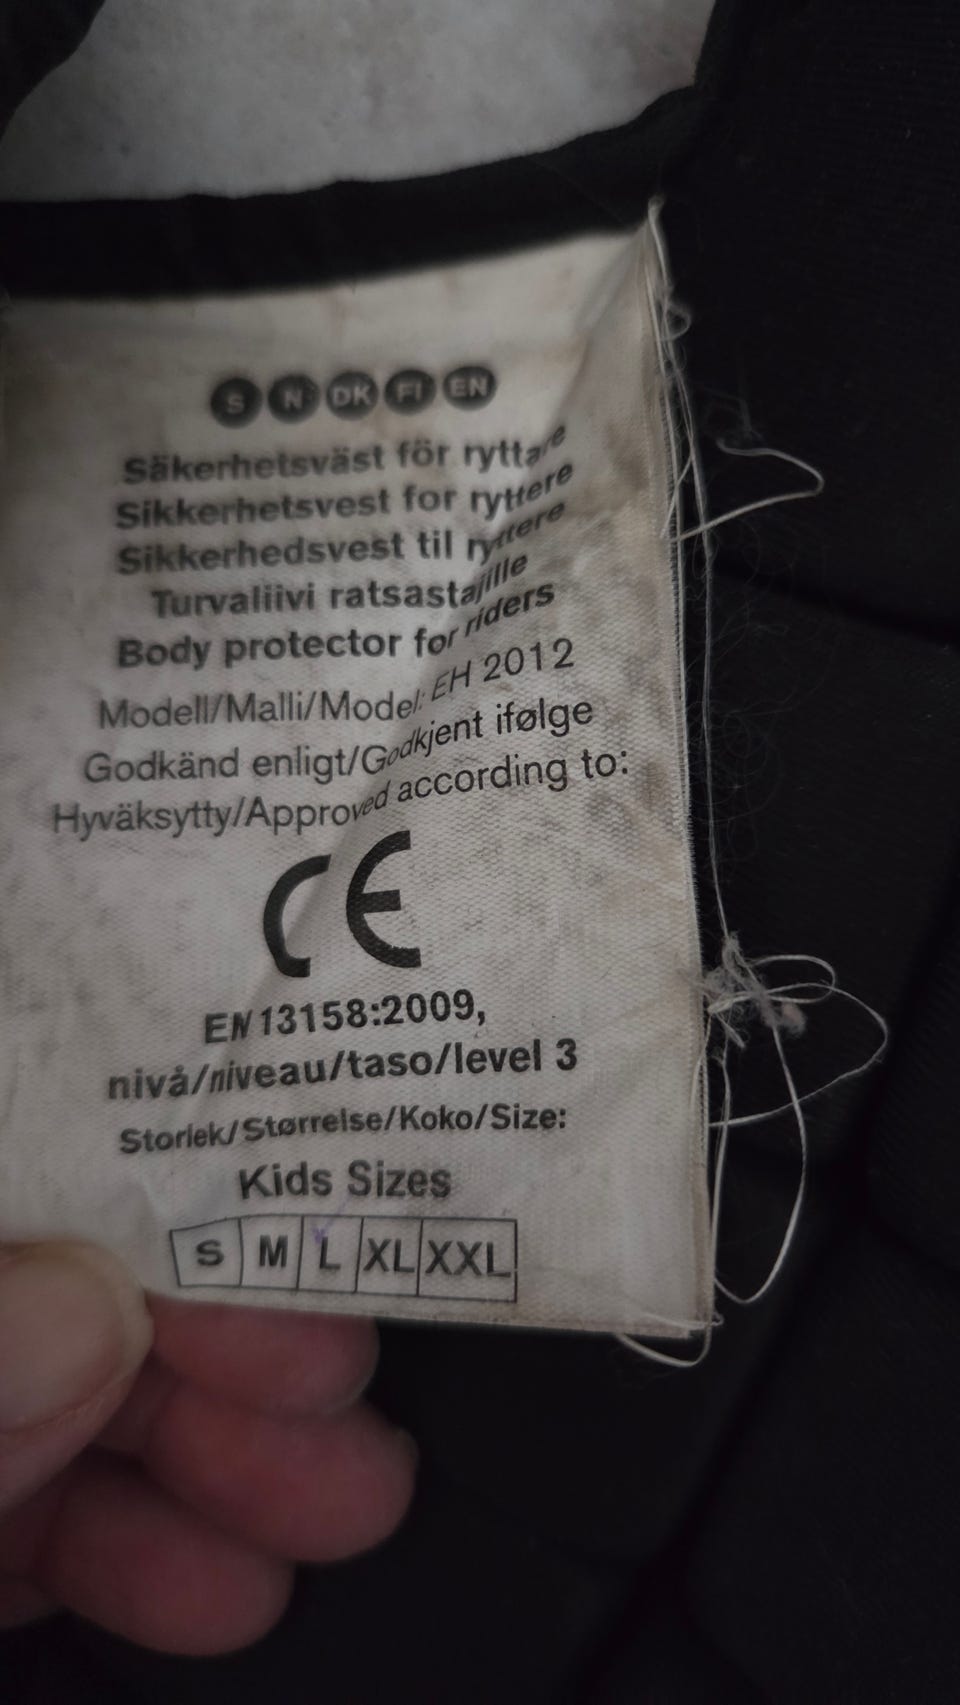 S N DK FI EN
Säkerhetsväst för ryttare
Sikkerhetsvest for ryttere
Sikkerhedsvest til ryttere
Turvaliivi ratsastajille
Body protector for riders
Modell/Malli/Model: EH 2012
Godkänd enligt/Godkjent ifølge
Hyväksytty/Approved according to:
CE
EN 13158:2009,
nivå/niveau/taso/level 3
Storlek/Størrelse/Koko/Size:
Kids Sizes
S M L XL XXL